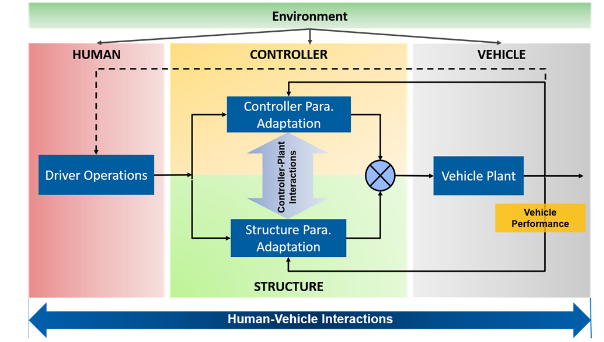 Environment
HUMAN
CONTROLLER
VEHICLE
Controller Para.
Adaptation
Driver Operations
Controller-Plant
Interactions
Vehicle Plant
Structure Para.
Adaptation
Vehicle
Performance
STRUCTURE
Human-Vehicle Interactions